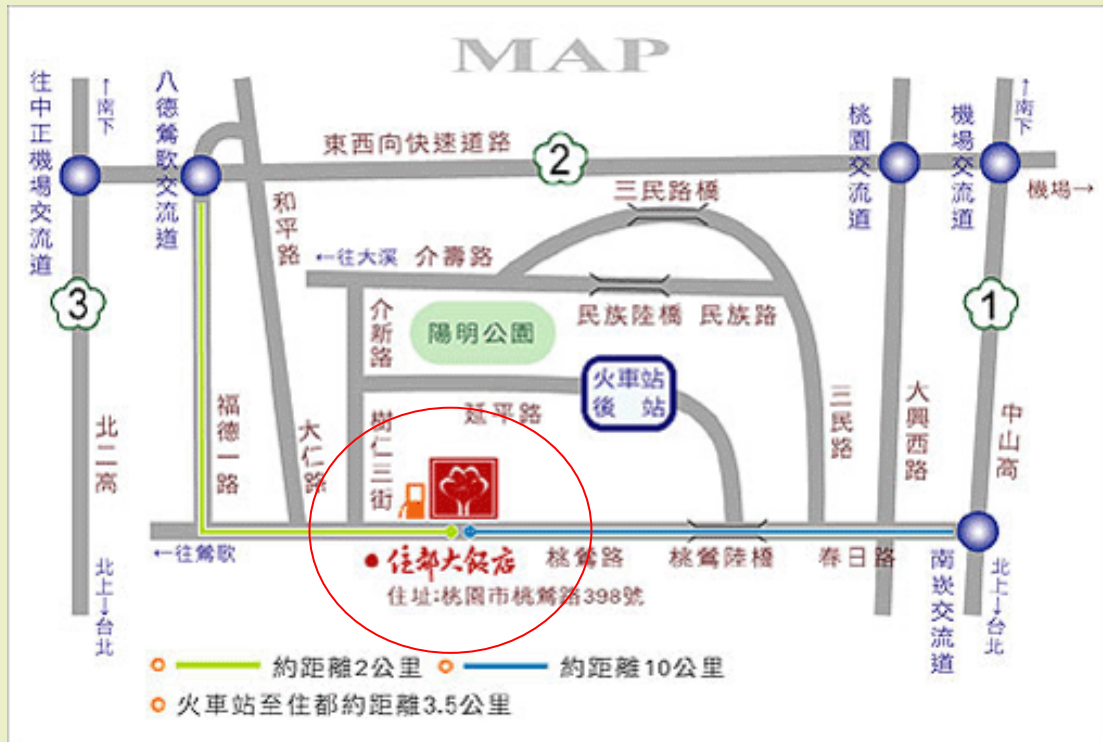 MAP
往中正機場交流道
↑南下
八德鶯歌交流道
東西向快速道路
2
桃園交流道
機場交流道
↑南下
機場→
和平路
三民路橋
←往大溪
介壽路
3
介新路
陽明公園
民族陸橋
民族路
1
火車站
後 站
北二高
福德一路
大仁路
樹仁三街
延平路
三民路
大興西路
中山高
←往鶯歌
住都大飯店
桃鶯路
桃鶯陸橋
春日路
南崁交流道
北上→台北
北上→台北
住址:桃園市桃鶯路398號
約距離2公里
約距離10公里
火車站至住都約距離3.5公里